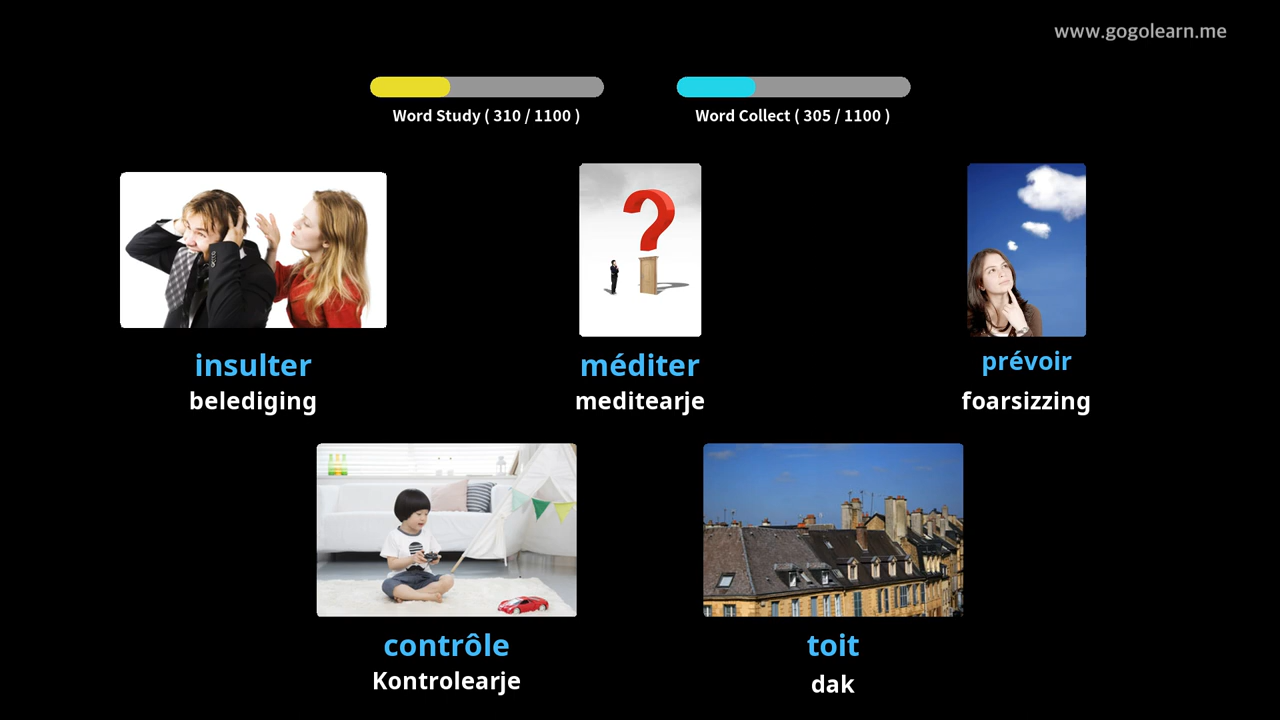 www.gogolearn.me
Word Study ( 310 / 1100 )
Word Collect ( 305 / 1100 )
insulter
belediging
méditer
meditearje
prévoir
foarsizzing
contrôle
Kontrolearje
toit
dak